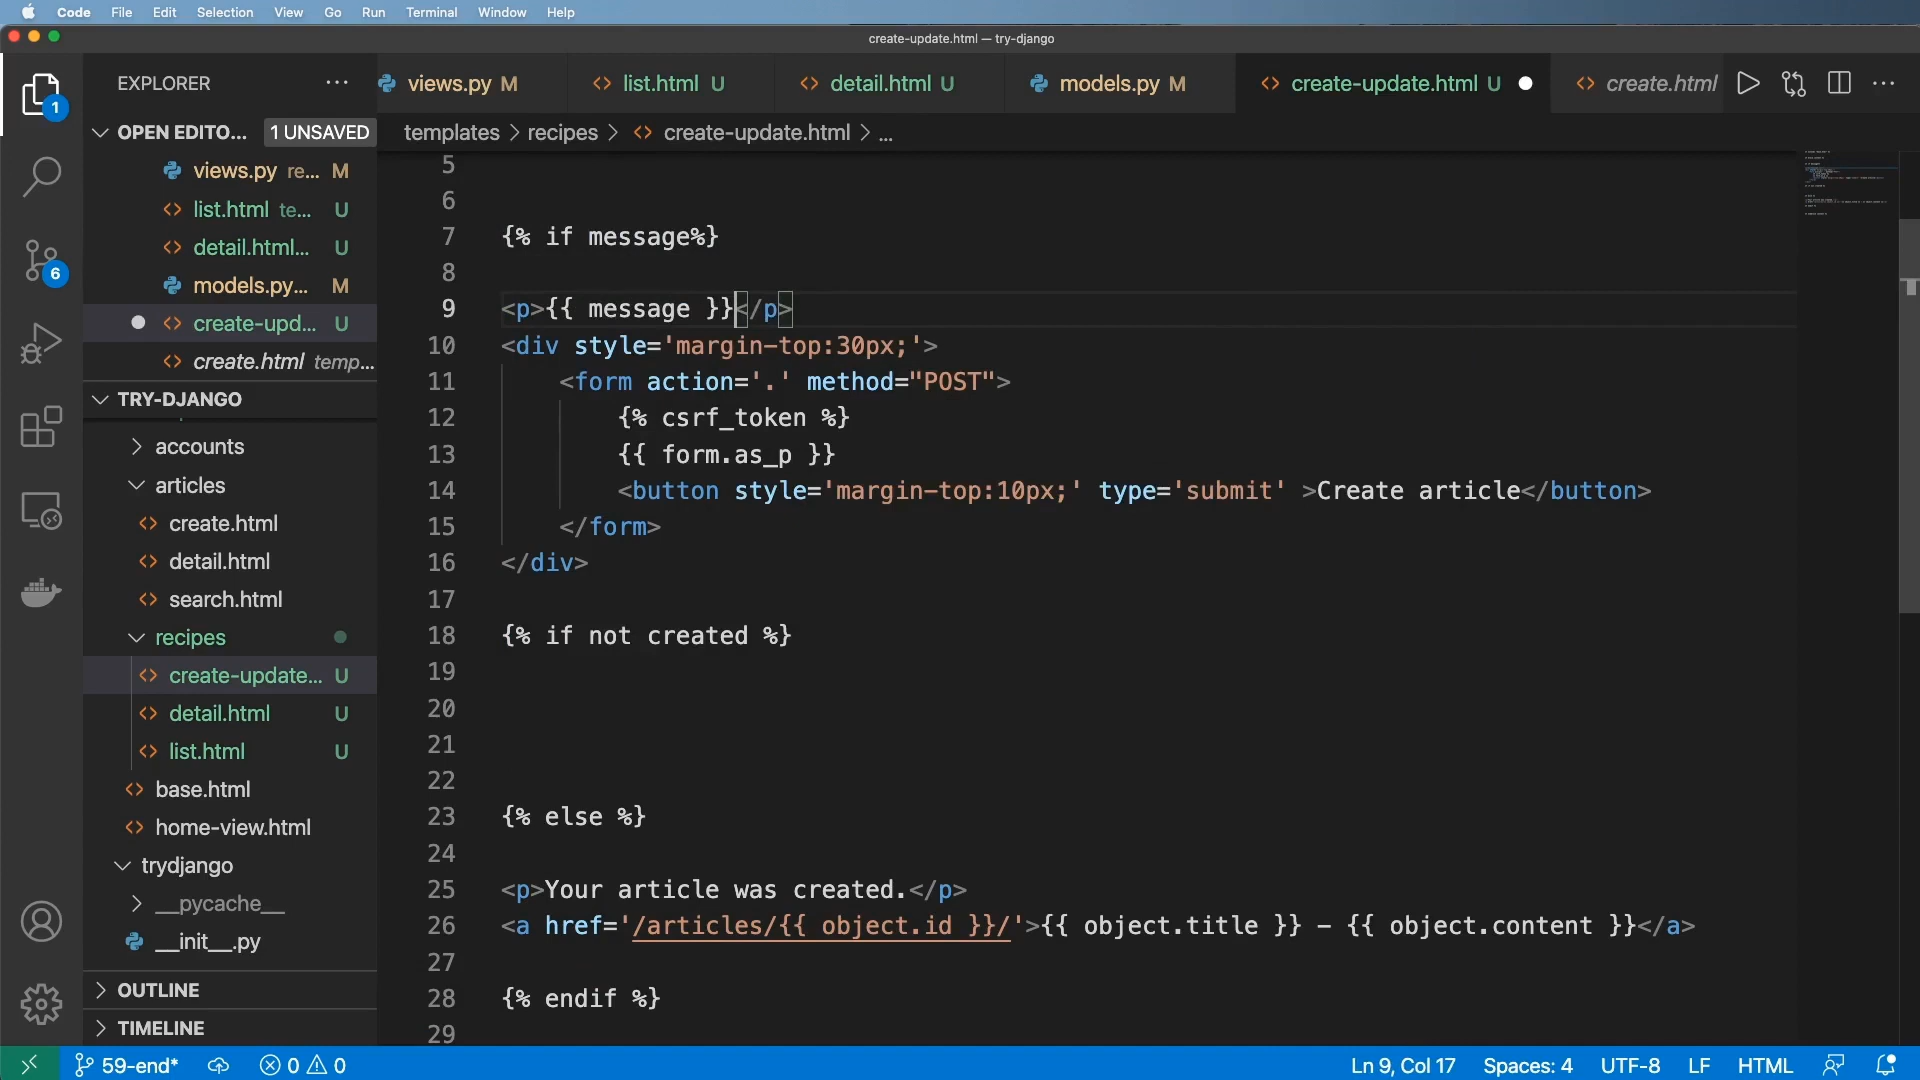 Code File Edit Selection View Go Run Terminal Window Help
create-update.html — try-django
EXPLORER
views.py M
list.html U
detail.html U
models.py M
create-update.html U
create.html
OPEN EDITO... 1 UNSAVED
templates > recipes > create-update.html > ...
views.py re... M
list.html te... U
detail.html... U
models.py... M
create-upd... U
create.html temp...
TRY-DJANGO
accounts
articles
create.html
detail.html
search.html
recipes
create-update... U
detail.html U
list.html U
base.html
home-view.html
trydjango
__pycache__
__init__.py
OUTLINE
TIMELINE
1
6
5
6
7 {% if message%}
8
9 <p>{{ message }}</p>
10 <div style='margin-top:30px;'>
11 <form action='.' method="POST">
12 {% csrf_token %}
13 {{ form.as_p }}
14 <button style='margin-top:10px;' type='submit' >Create article</button>
15 </form>
16 </div>
17
18 {% if not created %}
19
20
21
22
23 {% else %}
24
25 <p>Your article was created.</p>
26 <a href='/articles/{{ object.id }}/'>{{ object.title }} - {{ object.content }}</a>
27
28 {% endif %}
29
59-end* 0 0 Ln 9, Col 17 Spaces: 4 UTF-8 LF HTML